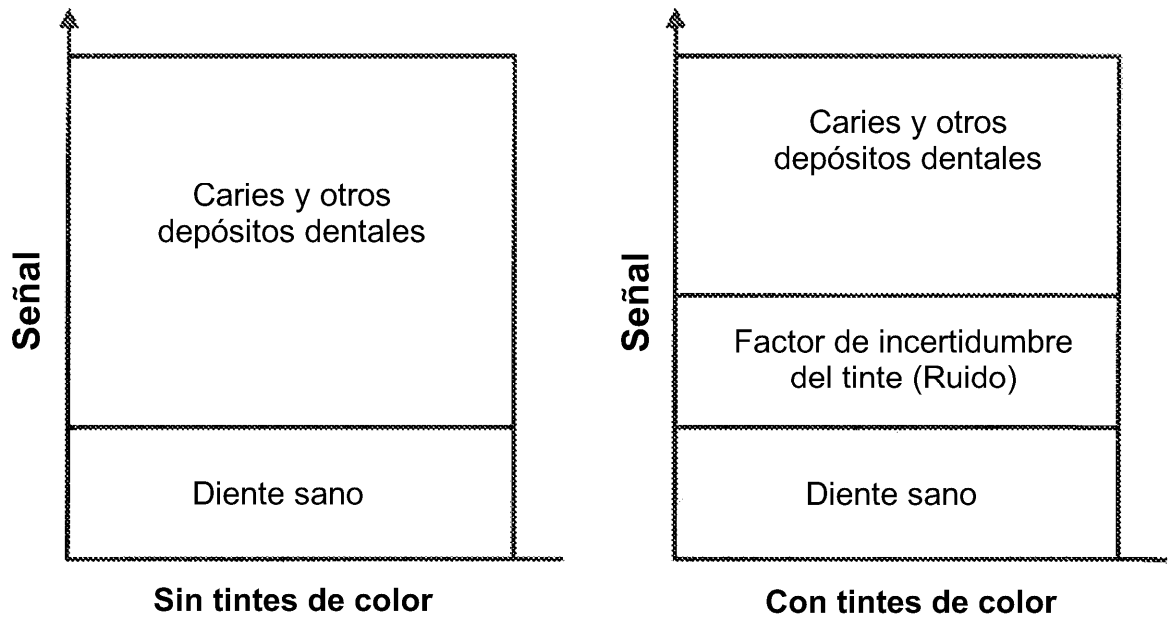 Señal
Caries y otros
depósitos dentales
Diente sano
Sin tintes de color
Señal
Caries y otros
depósitos dentales
Factor de incertidumbre
del tinte (Ruido)
Diente sano
Con tintes de color